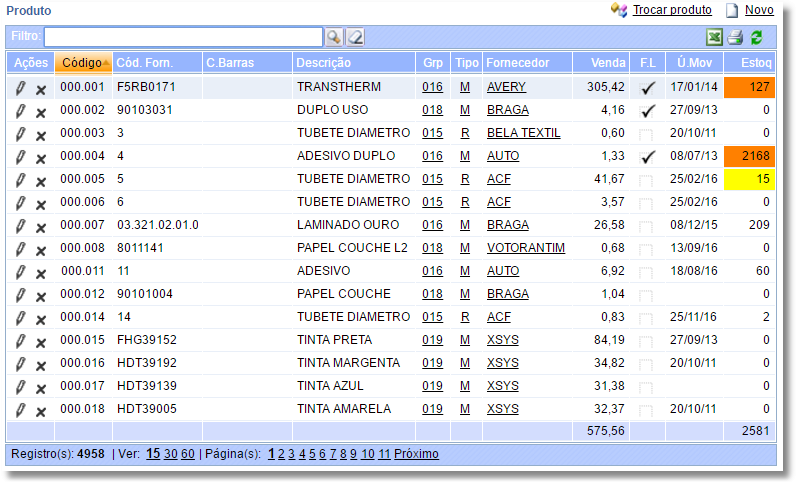 Produto Trocar produto Novo
Filtro:
Ações Código Cód. Forn. C.Barras Descrição Grp Tipo Fornecedor Venda F.L Ú.Mov Estoq
000.001 F5RB0171 TRANSTHERM 016 M AVERY 305,42 17/01/14 127
000.002 90103031 DUPLO USO 018 M BRAGA 4,16 27/09/13 0
000.003 3 TUBETE DIAMETRO 015 R BELA TEXTIL 0,60 20/10/11 0
000.004 4 ADESIVO DUPLO 016 M AUTO 1,33 08/07/13 2168
000.005 5 TUBETE DIAMETRO 015 R ACF 41,67 25/02/16 15
000.006 6 TUBETE DIAMETRO 015 R ACF 3,57 25/02/16 0
000.007 03.321.02.01.0 LAMINADO OURO 016 M BRAGA 26,58 08/12/15 209
000.008 8011141 PAPEL COUCHE L2 018 M VOTORANTIM 0,68 13/09/16 0
000.011 11 ADESIVO 016 M AUTO 6,92 18/08/16 60
000.012 90101004 PAPEL COUCHE 018 M BRAGA 1,04 0
000.014 14 TUBETE DIAMETRO 015 R ACF 0,83 25/11/16 2
000.015 FHG39152 TINTA PRETA 019 M XSYS 84,19 27/09/13 0
000.016 HDT39192 TINTA MARGENTA 019 M XSYS 34,82 20/10/11 0
000.017 HDT39139 TINTA AZUL 019 M XSYS 31,38 0
000.018 HDT39005 TINTA AMARELA 019 M XSYS 32,37 20/10/11 0
575,56 2581
Registro(s): 4958 | Ver: 15 30 60 | Página(s): 1 2 3 4 5 6 7 8 9 10 11 Próximo